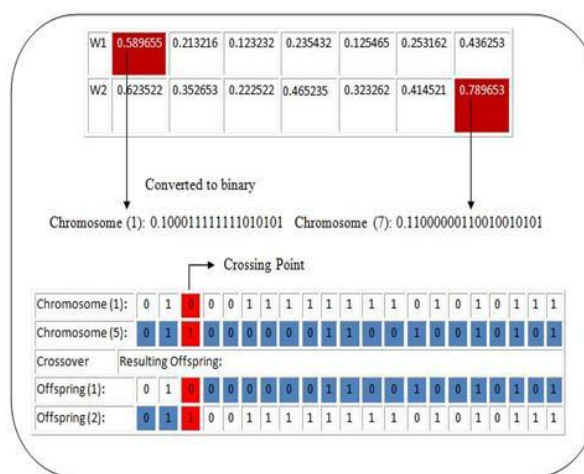 W1 0.589655 0.213216 0.123232 0.235432 0.125465 0.253162 0.436253
W2 0.623522 0.352653 0.222522 0.465235 0.323262 0.414521 0.789653
Converted to binary
Chromosome (1): 0.100011111111010101 Chromosome (7): 0.11000000110010010101
Crossing Point
Chromosome (1): 0 1 0 0 0 1 1 1 1 1 1 1 0 1 0 1 0 1 1 1
Chromosome (5): 0 1 1 0 0 0 0 0 1 1 0 0 1 0 0 1 0 1 0 1
Crossover Resulting Offspring:
Offspring (1): 0 1 0 0 0 0 0 0 1 1 0 0 1 0 0 1 0 1 0 1
Offspring (2): 0 1 1 0 0 1 1 1 1 1 1 1 0 1 0 1 0 1 1 1